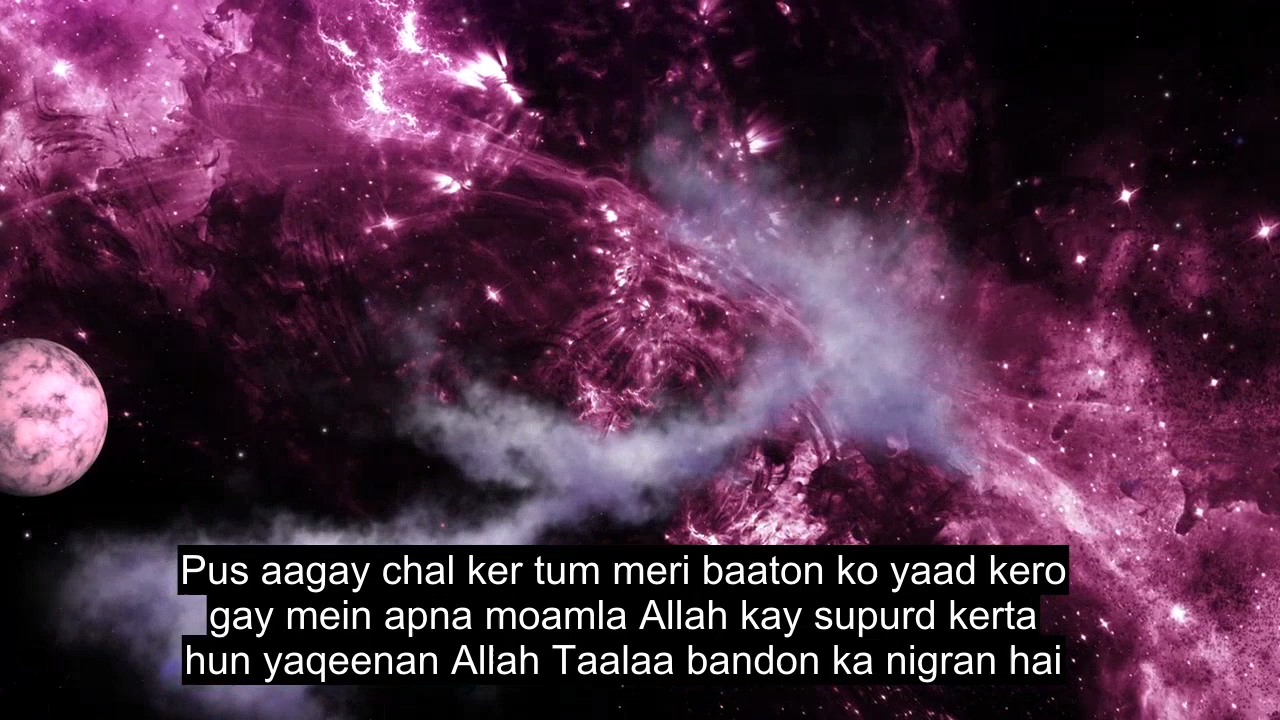 Pus aagay chal ker tum meri baaton ko yaad kero
gay mein apna moamla Allah kay supurd kerta
hun yaqeenan Allah Taalaa bandon ka nigran hai